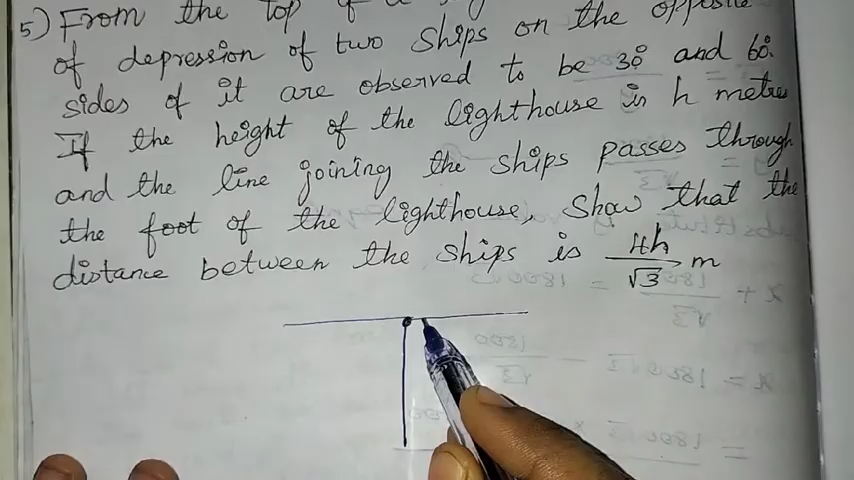 5) From the top of a
of depression of two ships on the opposite
sides of it are observed to be 30° and 60°.
If the height of the lighthouse is h metres
and the line joining the ships passes through
the foot of the lighthouse, show that the
distance between the ships is 4h/√3 m